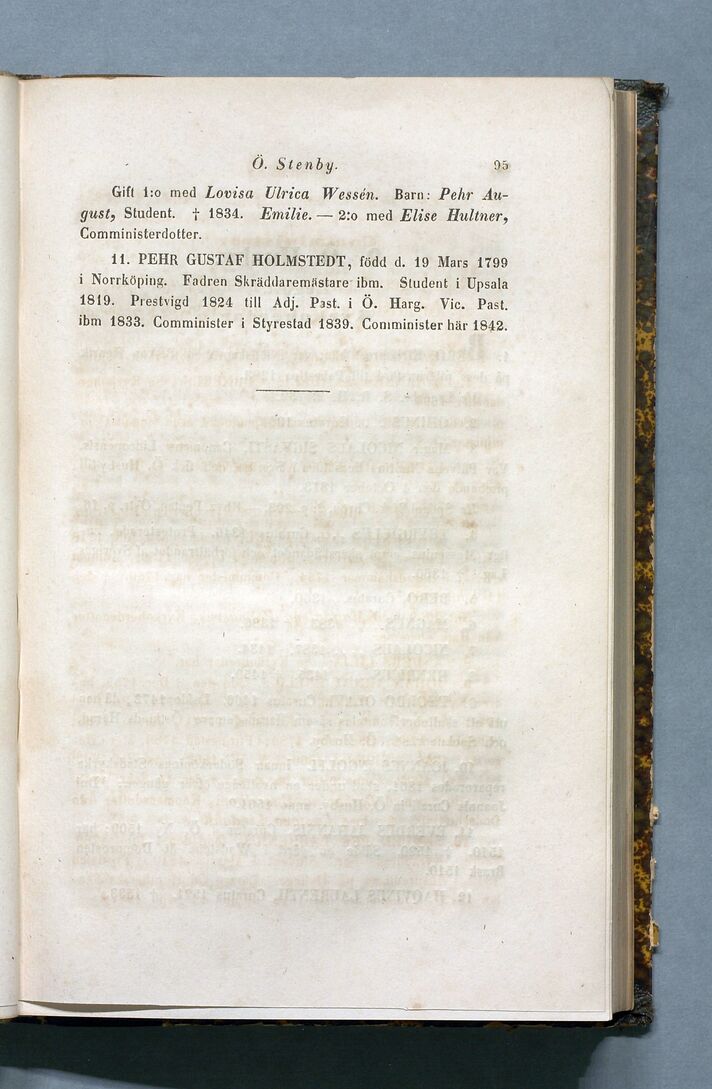 Ö. Stenby. 95
Gift 1:o med Lovisa Ulrica Wessén. Barn: Pehr Au-
gust, Student. † 1834. Emilie. — 2:o med Elise Hultner,
Comministerdotter.
11. PEHR GUSTAF HOLMSTEDT, född d. 19 Mars 1799
i Norrköping. Fadren Skräddaremästare ibm. Student i Upsala
1819. Prestvigd 1824 till Adj. Past. i Ö. Harg. Vic. Past.
ibm 1833. Comminister i Styrestad 1839. Comminister här 1842.